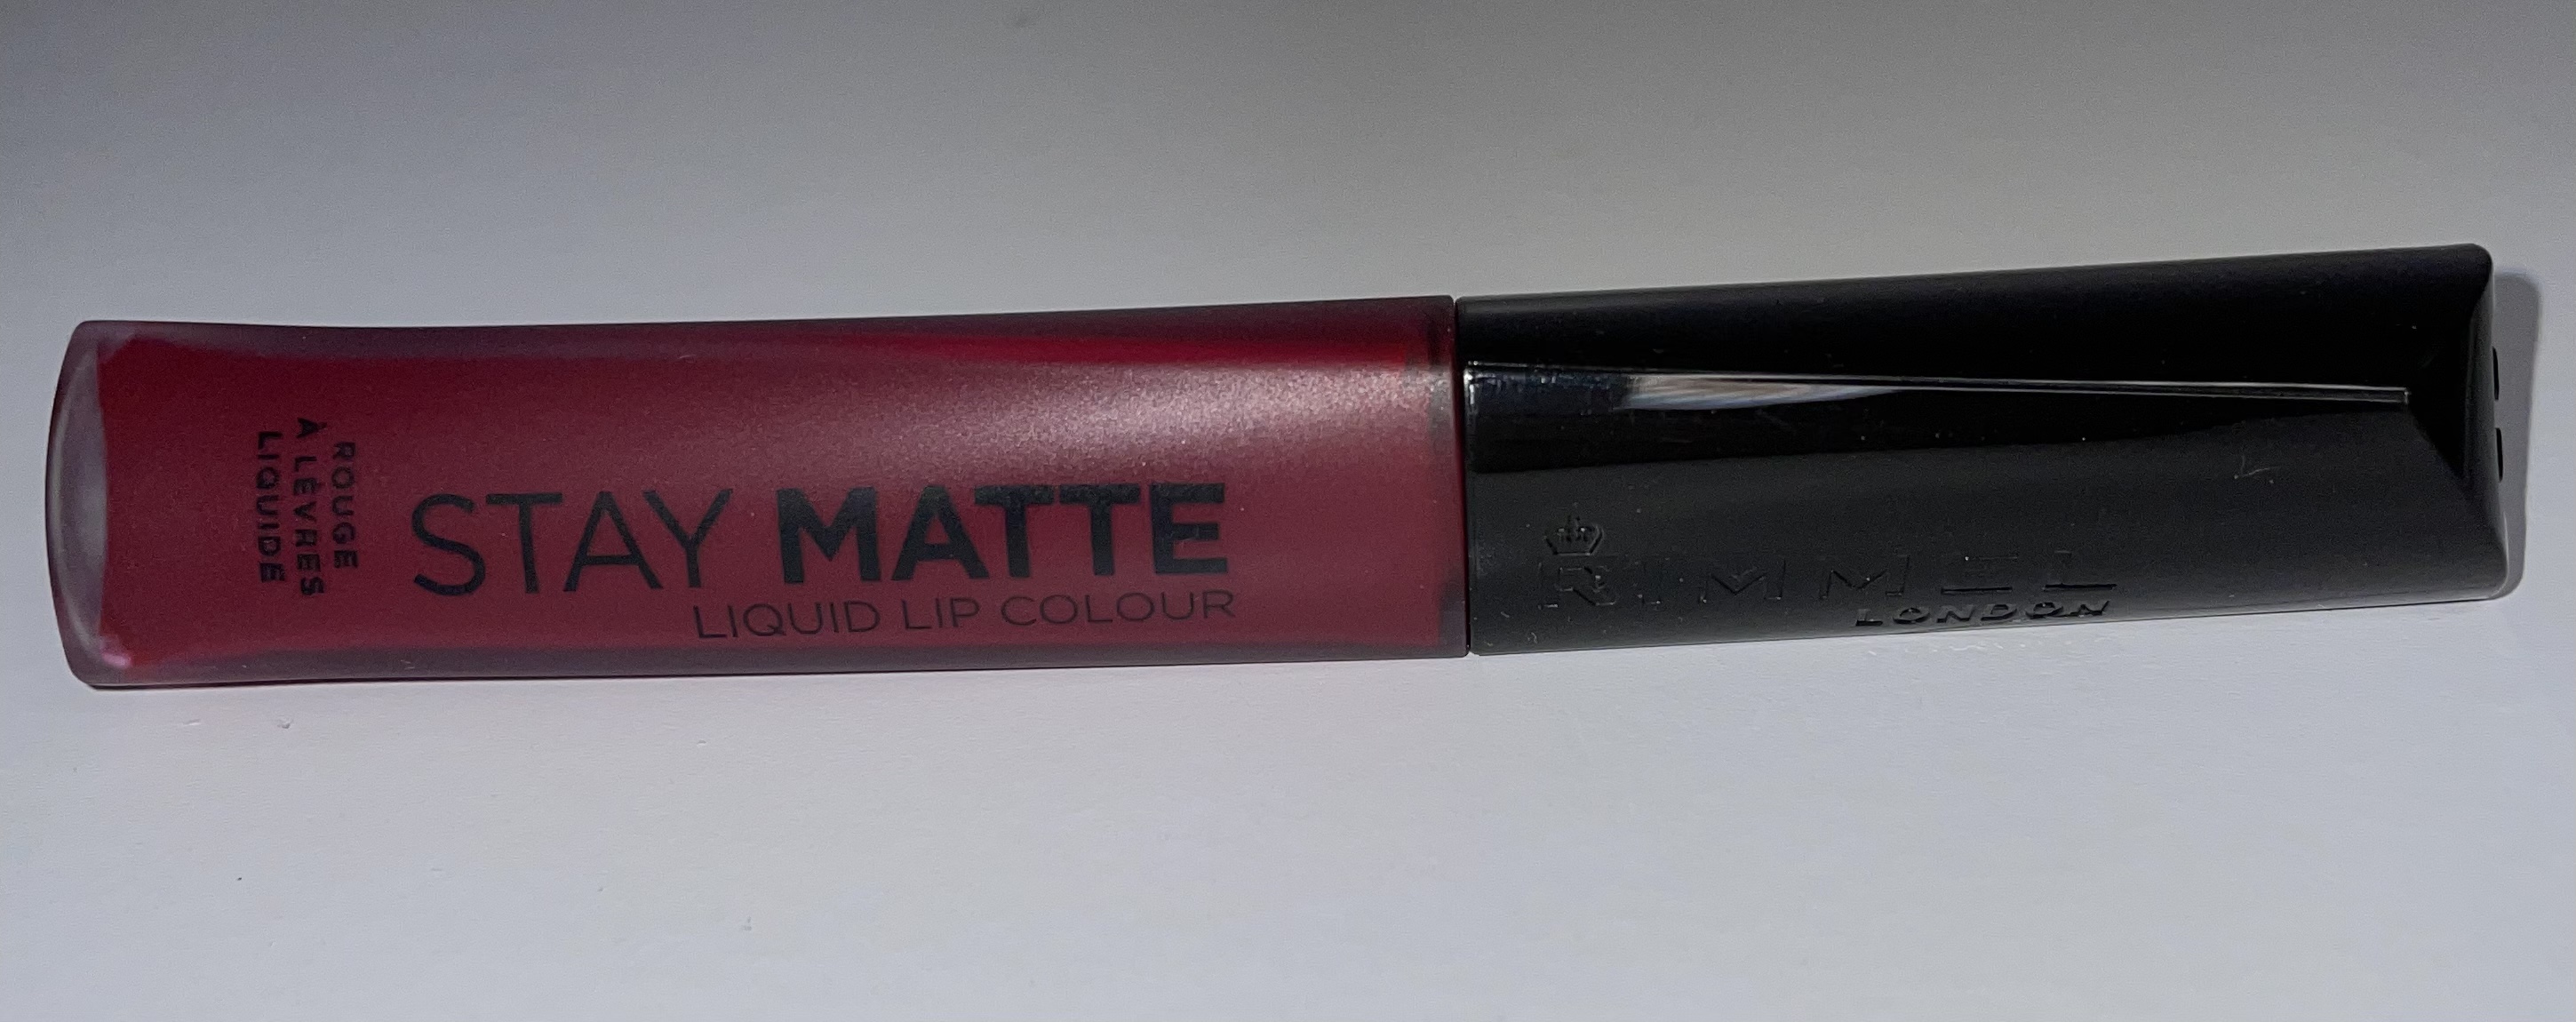 ROUGE
À LÈVRES
LIQUIDE
STAY MATTE
LIQUID LIP COLOUR
RIMMEL
LONDON